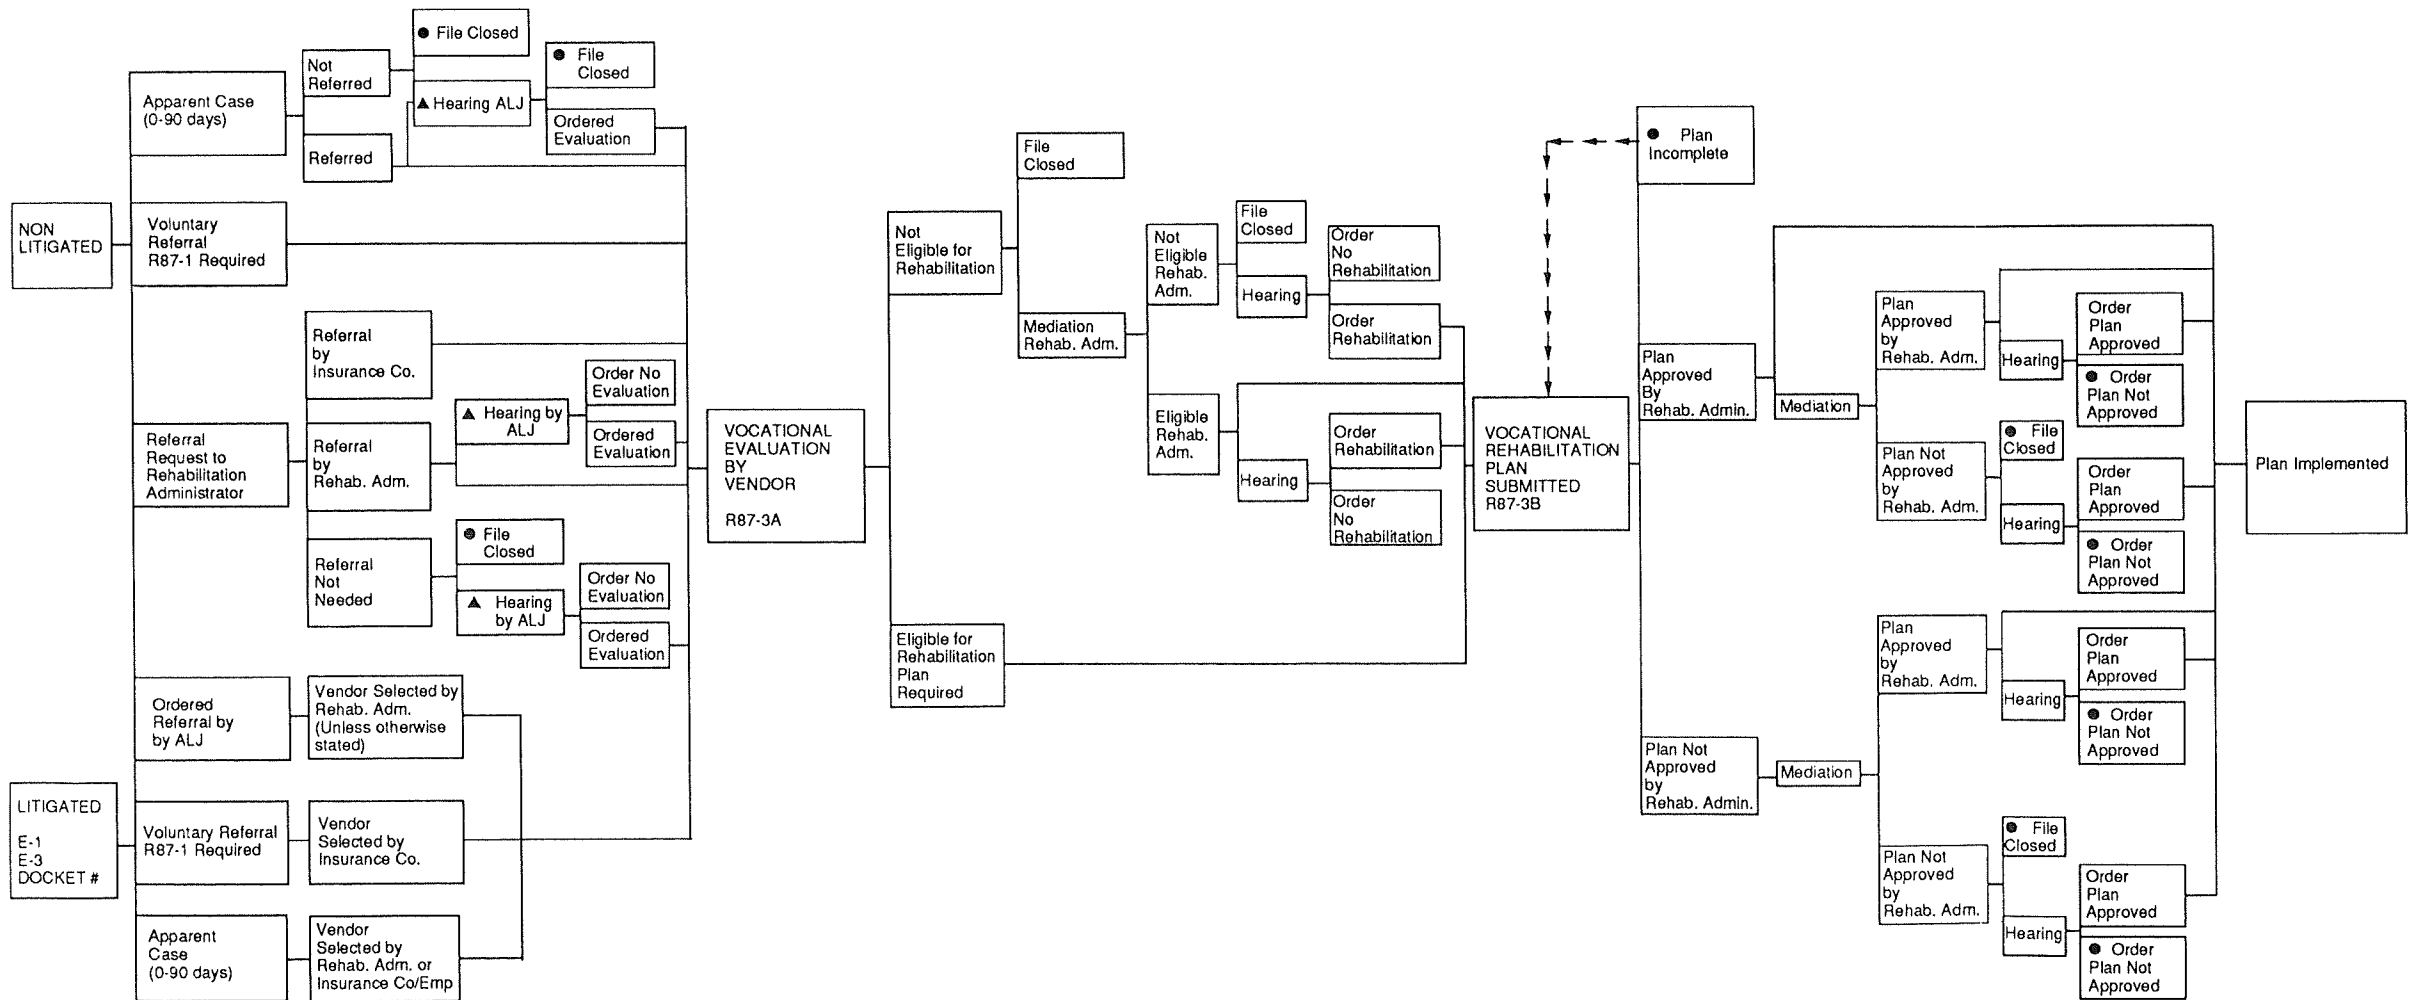 ● File Closed
Not
Referred
● File
Closed
▲ Hearing ALJ
Apparent Case
(0-90 days)
Ordered
Evaluation
Referred
NON
LITIGATED
Voluntary
Referral
R87-1 Required
Referral
by
Insurance Co.
Referral
Request to
Rehabilitation
Administrator
Referral
by
Rehab. Adm.
▲ Hearing by
ALJ
Order No
Evaluation
Ordered
Evaluation
Referral
Not
Needed
● File
Closed
▲ Hearing
by ALJ
Order No
Evaluation
Ordered
Evaluation
Ordered
Referral by
by ALJ
Vendor Selected by
Rehab. Adm.
(Unless otherwise
stated)
LITIGATED
E-1
E-3
DOCKET #
Voluntary Referral
R87-1 Required
Vendor
Selected by
Insurance Co.
Apparent
Case
(0-90 days)
Vendor
Selected by
Rehab. Adm. or
Insurance Co/Emp
VOCATIONAL
EVALUATION
BY
VENDOR
R87-3A
Not
Eligible for
Rehabilitation
File
Closed
Mediation
Rehab. Adm.
Not
Eligible
Rehab.
Adm.
File
Closed
Hearing
Order
No
Rehabilitation
Order
Rehabilitation
Eligible
Rehab.
Adm.
Hearing
Order
Rehabilitation
Order
No
Rehabilitation
Eligible for
Rehabilitation
Plan
Required
VOCATIONAL
REHABILITATION
PLAN
SUBMITTED
R87-3B
● Plan
Incomplete
Plan
Approved
By
Rehab. Admin.
Mediation
Plan
Approved
by
Rehab. Adm.
Hearing
Order
Plan
Approved
● Order
Plan Not
Approved
Plan Not
Approved
by
Rehab. Adm.
● File
Closed
Hearing
Order
Plan
Approved
● Order
Plan Not
Approved
Plan Not
Approved
by
Rehab. Admin.
Mediation
Plan
Approved
by
Rehab. Adm.
Hearing
Order
Plan
Approved
● Order
Plan Not
Approved
Plan Not
Approved
by
Rehab. Adm.
● File
Closed
Hearing
Order
Plan
Approved
● Order
Plan Not
Approved
Plan Implemented